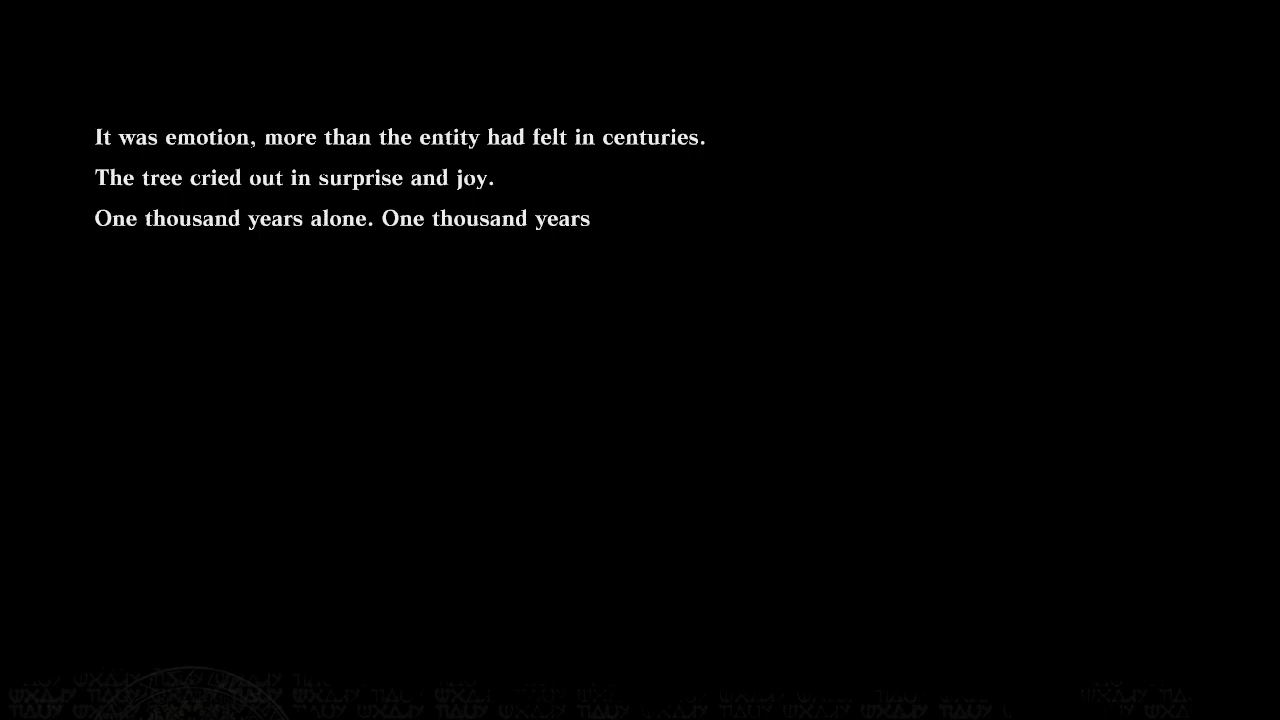 It was emotion, more than the entity had felt in centuries.
The tree cried out in surprise and joy.
One thousand years alone. One thousand years